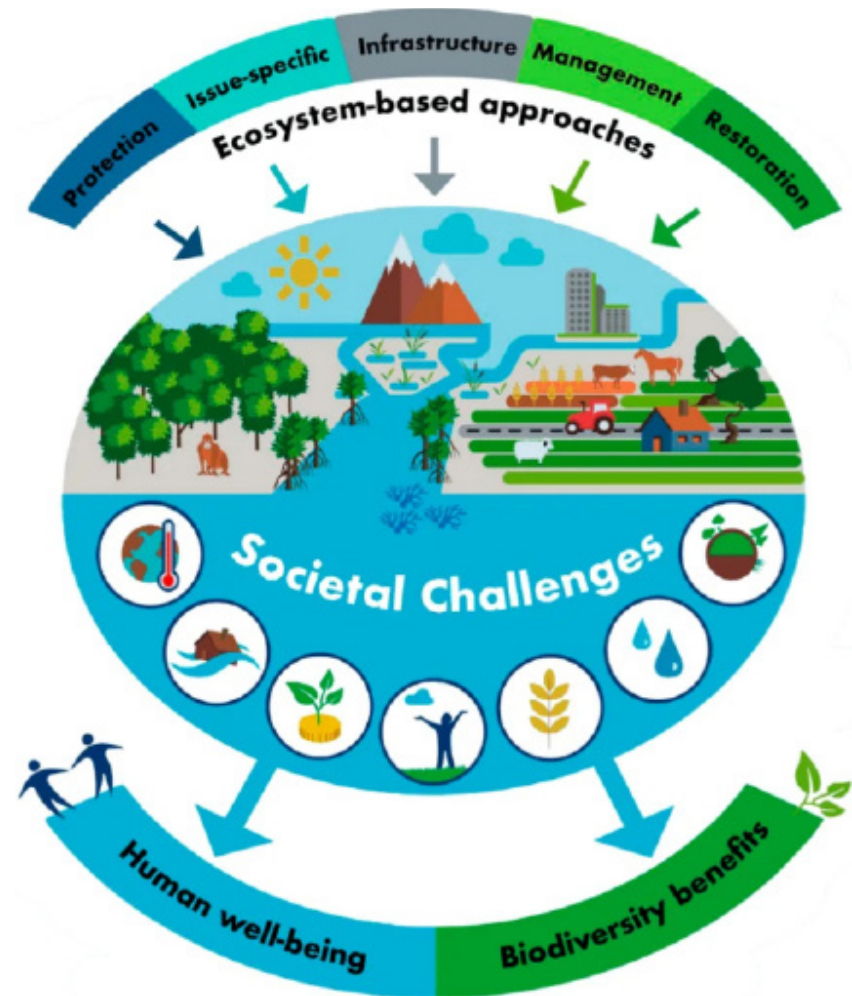 Protection
Issue-specific
Infrastructure
Management
Restoration
Ecosystem-based approaches
Societal Challenges
Human well-being
Biodiversity benefits